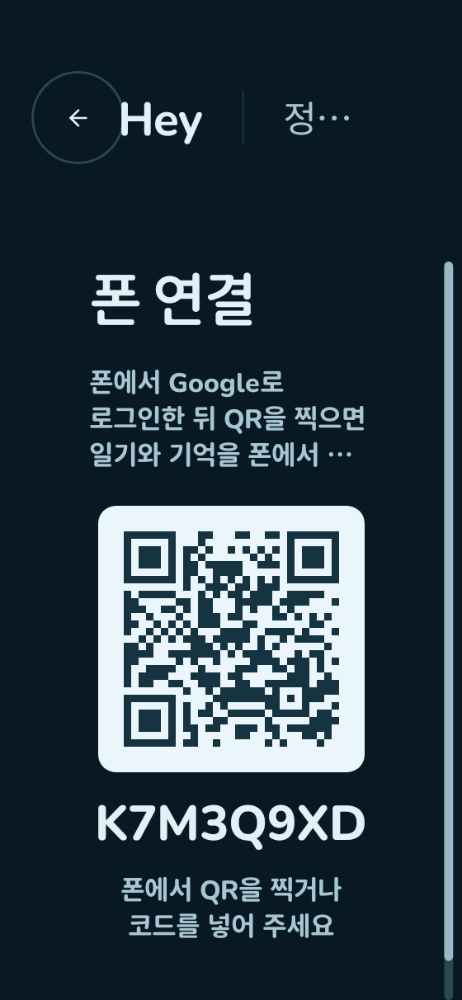 Hey
정…
폰 연결
폰에서 Google로
로그인한 뒤 QR을 찍으면
일기와 기억을 폰에서 …
K7M3Q9XD
폰에서 QR을 찍거나
코드를 넣어 주세요